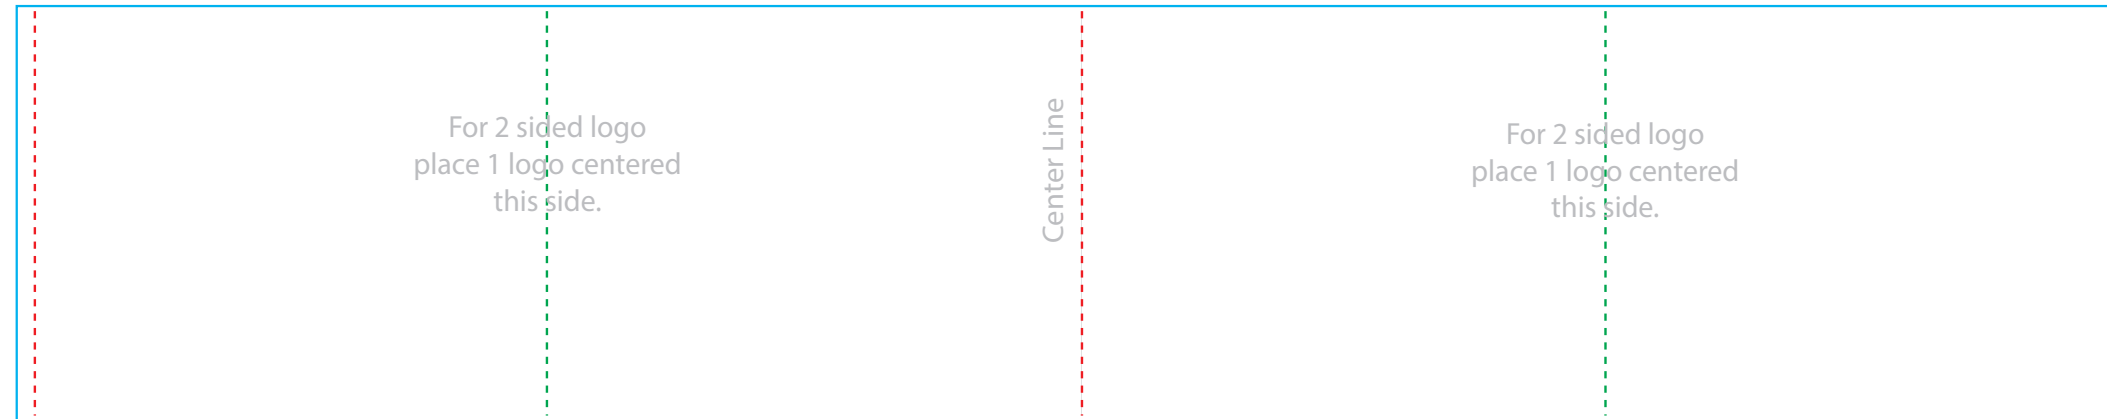 For 2 sided logo
place 1 logo centered
this side.
Center Line
For 2 sided logo
place 1 logo centered
this side.